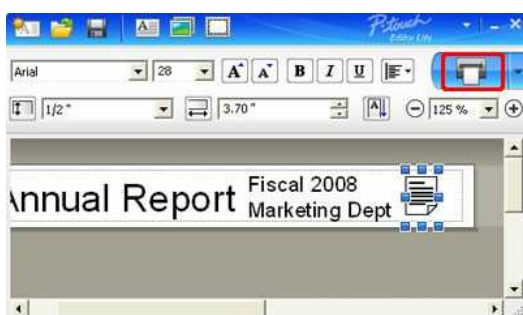 P-touch
Editor Lite
Arial
28
A A B I U
1/2"
3.70"
A
125 %
Annual Report
Fiscal 2008
Marketing Dept